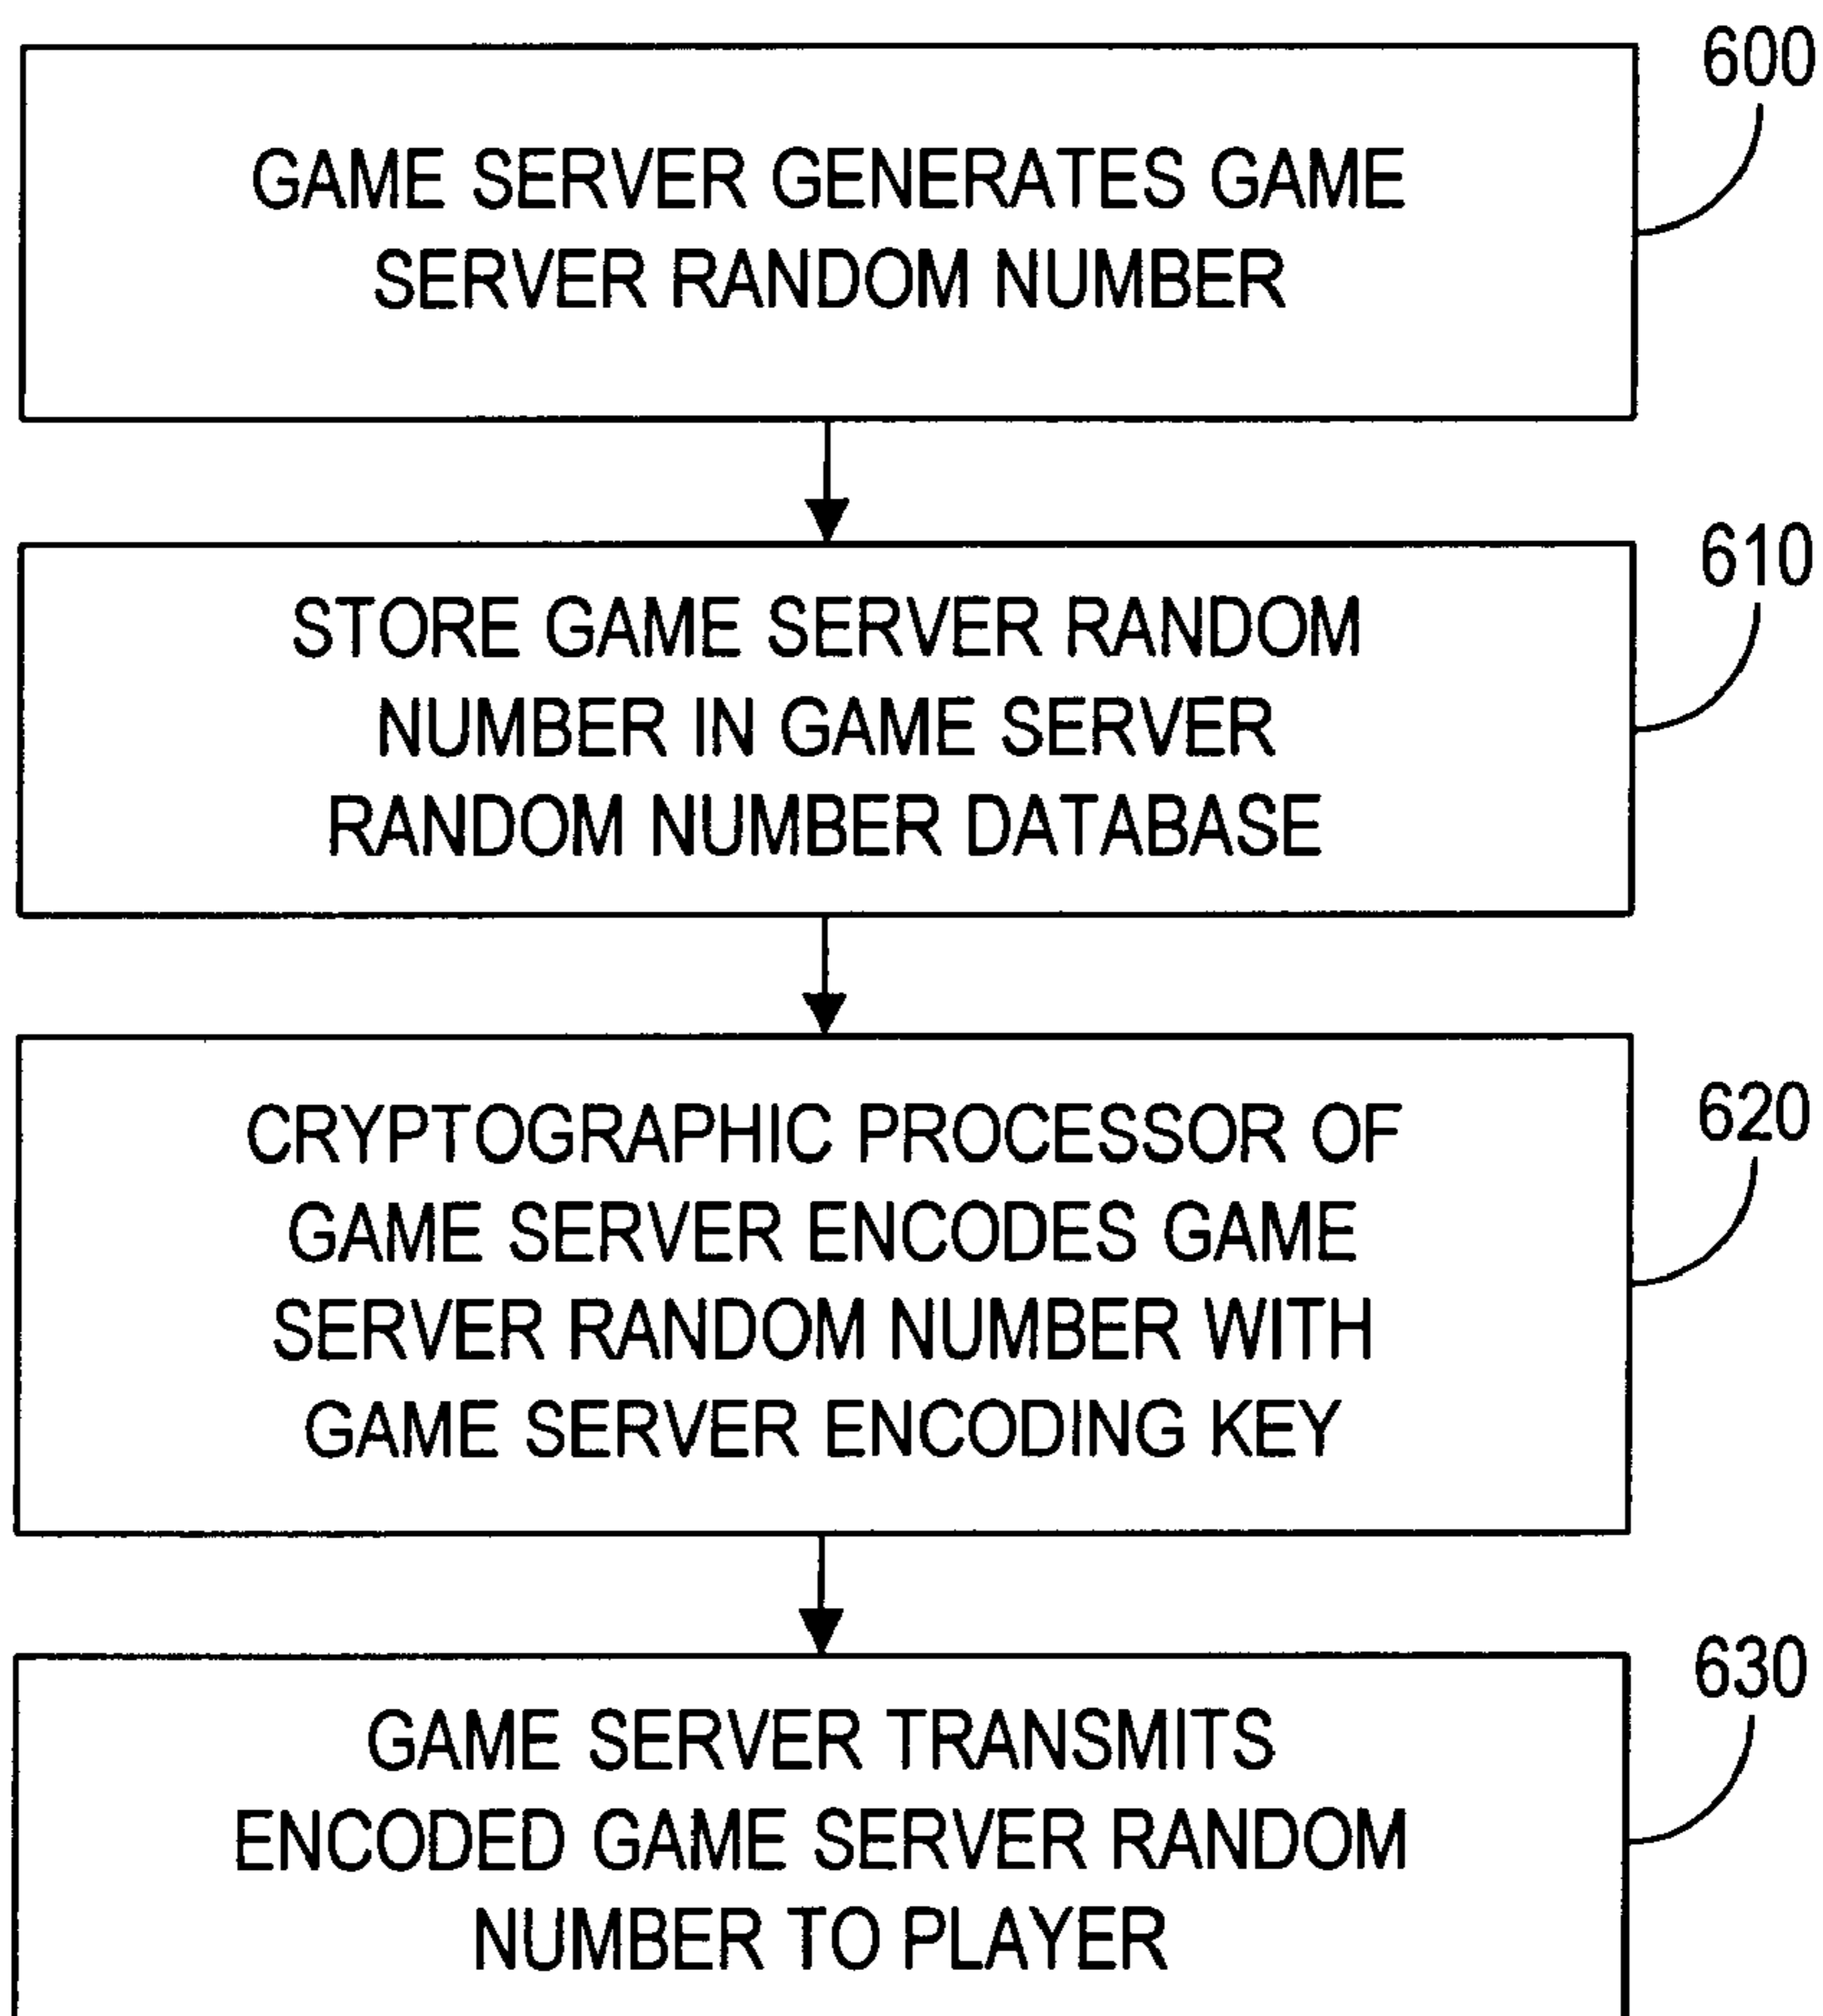 600
GAME SERVER GENERATES GAME
SERVER RANDOM NUMBER
610
STORE GAME SERVER RANDOM
NUMBER IN GAME SERVER
RANDOM NUMBER DATABASE
620
CRYPTOGRAPHIC PROCESSOR OF
GAME SERVER ENCODES GAME
SERVER RANDOM NUMBER WITH
GAME SERVER ENCODING KEY
630
GAME SERVER TRANSMITS
ENCODED GAME SERVER RANDOM
NUMBER TO PLAYER